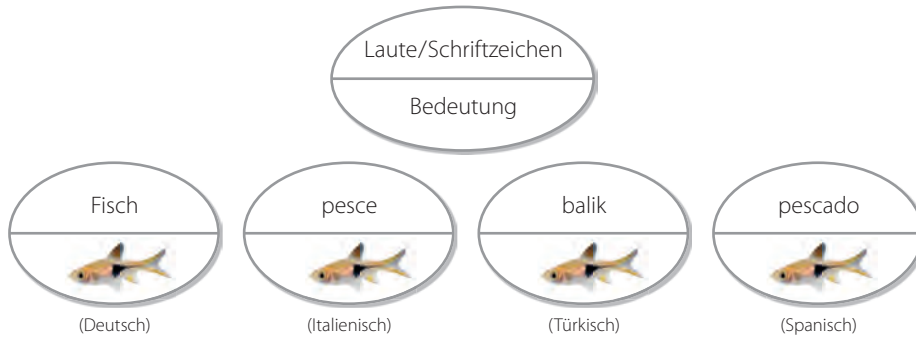 Laute/Schriftzeichen
Bedeutung
Fisch
pesce
balik
pescado
(Deutsch)
(Italienisch)
(Türkisch)
(Spanisch)